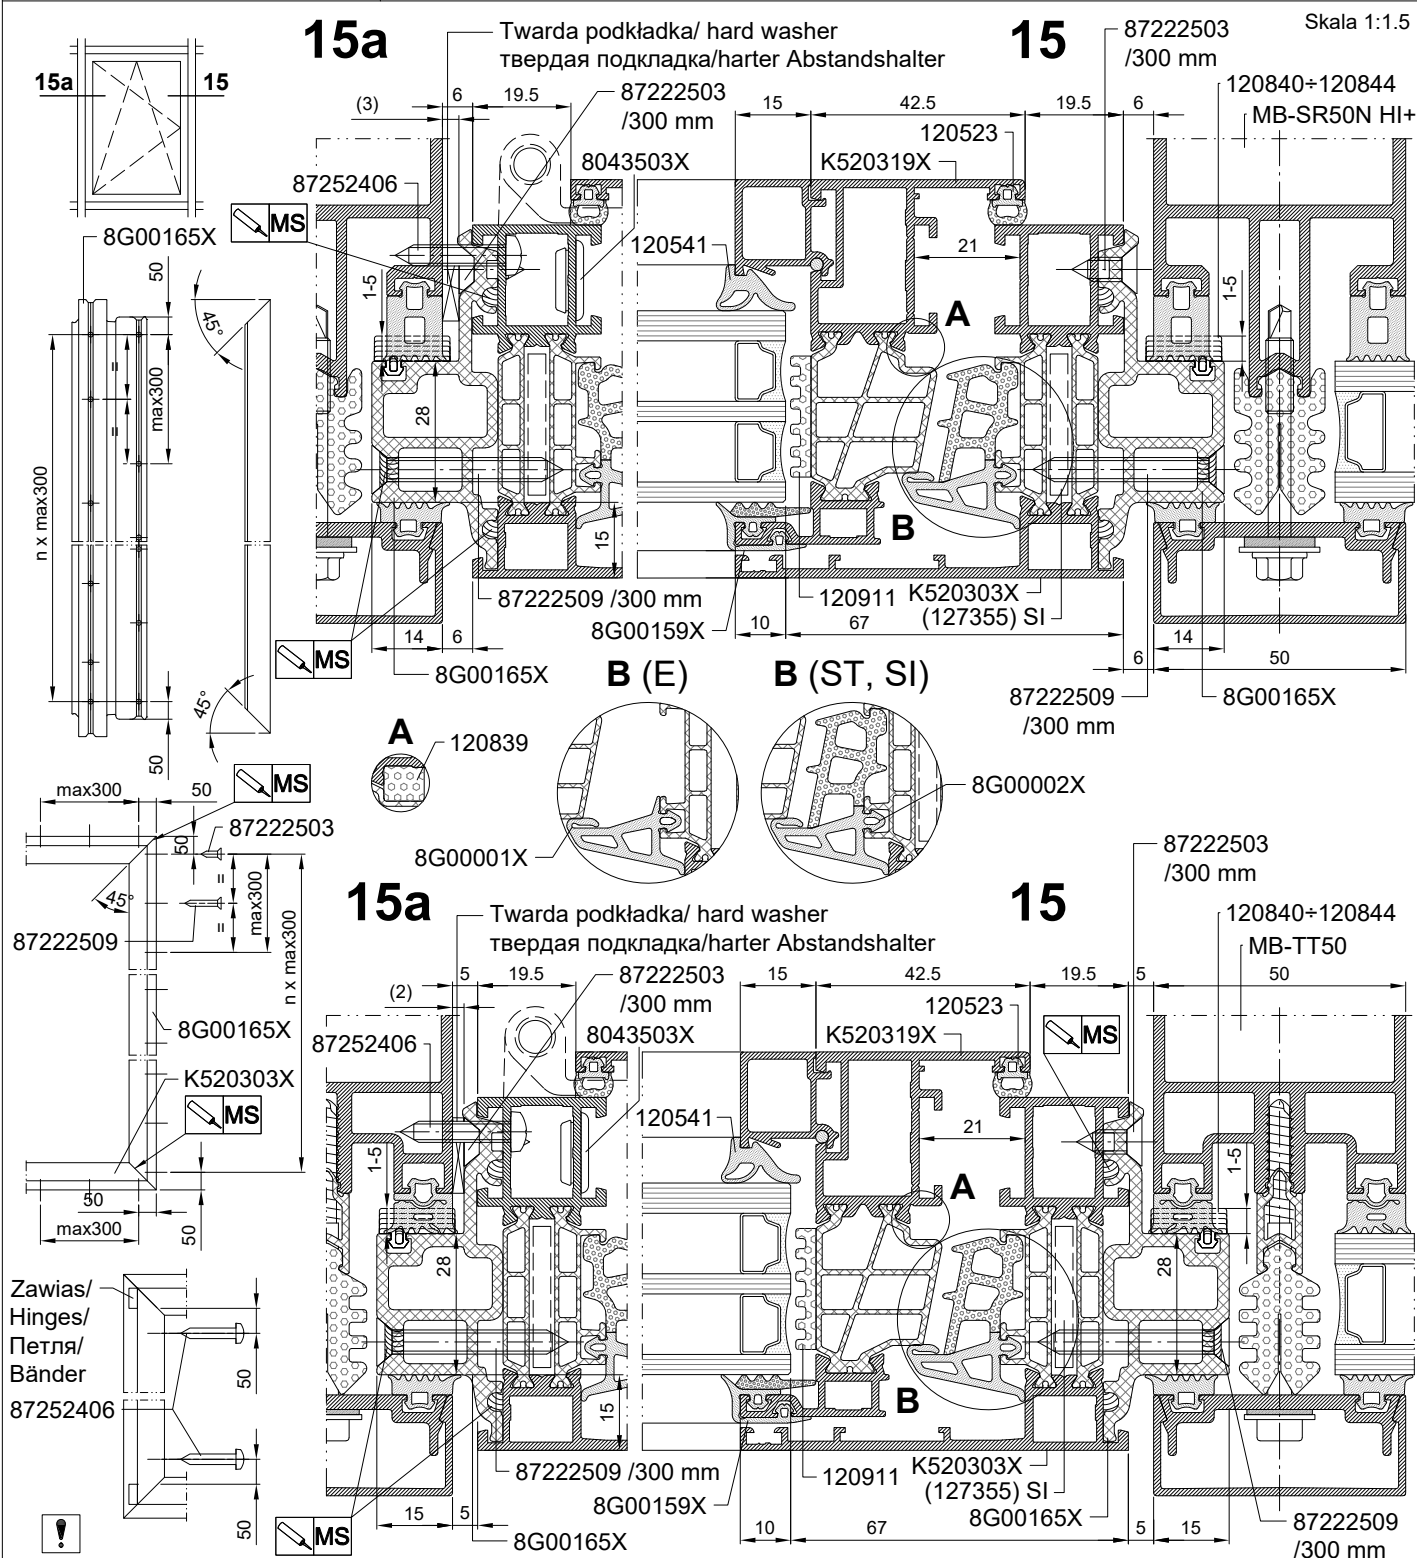 15a
Twarda podkładka/ hard washer
твердая подкладка/harter Abstandshalter
15
87222503
/300 mm
Skala 1:1.5
15a
15
(3)
6
19.5
87222503
/300 mm
8043503X
15
42.5
19.5
6
120523
K520319X
120840÷120844
MB-SR50N HI+
87252406
MS
8G00165X
50
120541
21
1-5
1-5
45°
A
max300
=
=
28
n x max300
B
15
87222509 /300 mm
120911
K520303X
(127355) SI
8G00159X
10
67
14
6
MS
8G00165X
6
14
50
45°
50
B (E)
B (ST, SI)
87222509
/300 mm
8G00165X
A
120839
8G00002X
8G00001X
max300
50
MS
87222503
50
=
=
max300
n x max300
45°
87222509
8G00165X
K520303X
MS
50
max300
50
15a
Twarda podkładka/ hard washer
твердая подкладка/harter Abstandshalter
15
87222503
/300 mm
120840÷120844
MB-TT50
5
19.5
(2)
87222503
/300 mm
8043503X
15
42.5
19.5
5
50
120523
K520319X
MS
87252406
120541
21
1-5
1-5
A
28
28
B
15
Zawias/
Hinges/
Петля/
Bänder
87252406
50
50
87222509 /300 mm
120911
K520303X
(127355) SI
8G00159X
8G00165X
15
5
MS
8G00165X
10
67
5
15
87222509
/300 mm
!